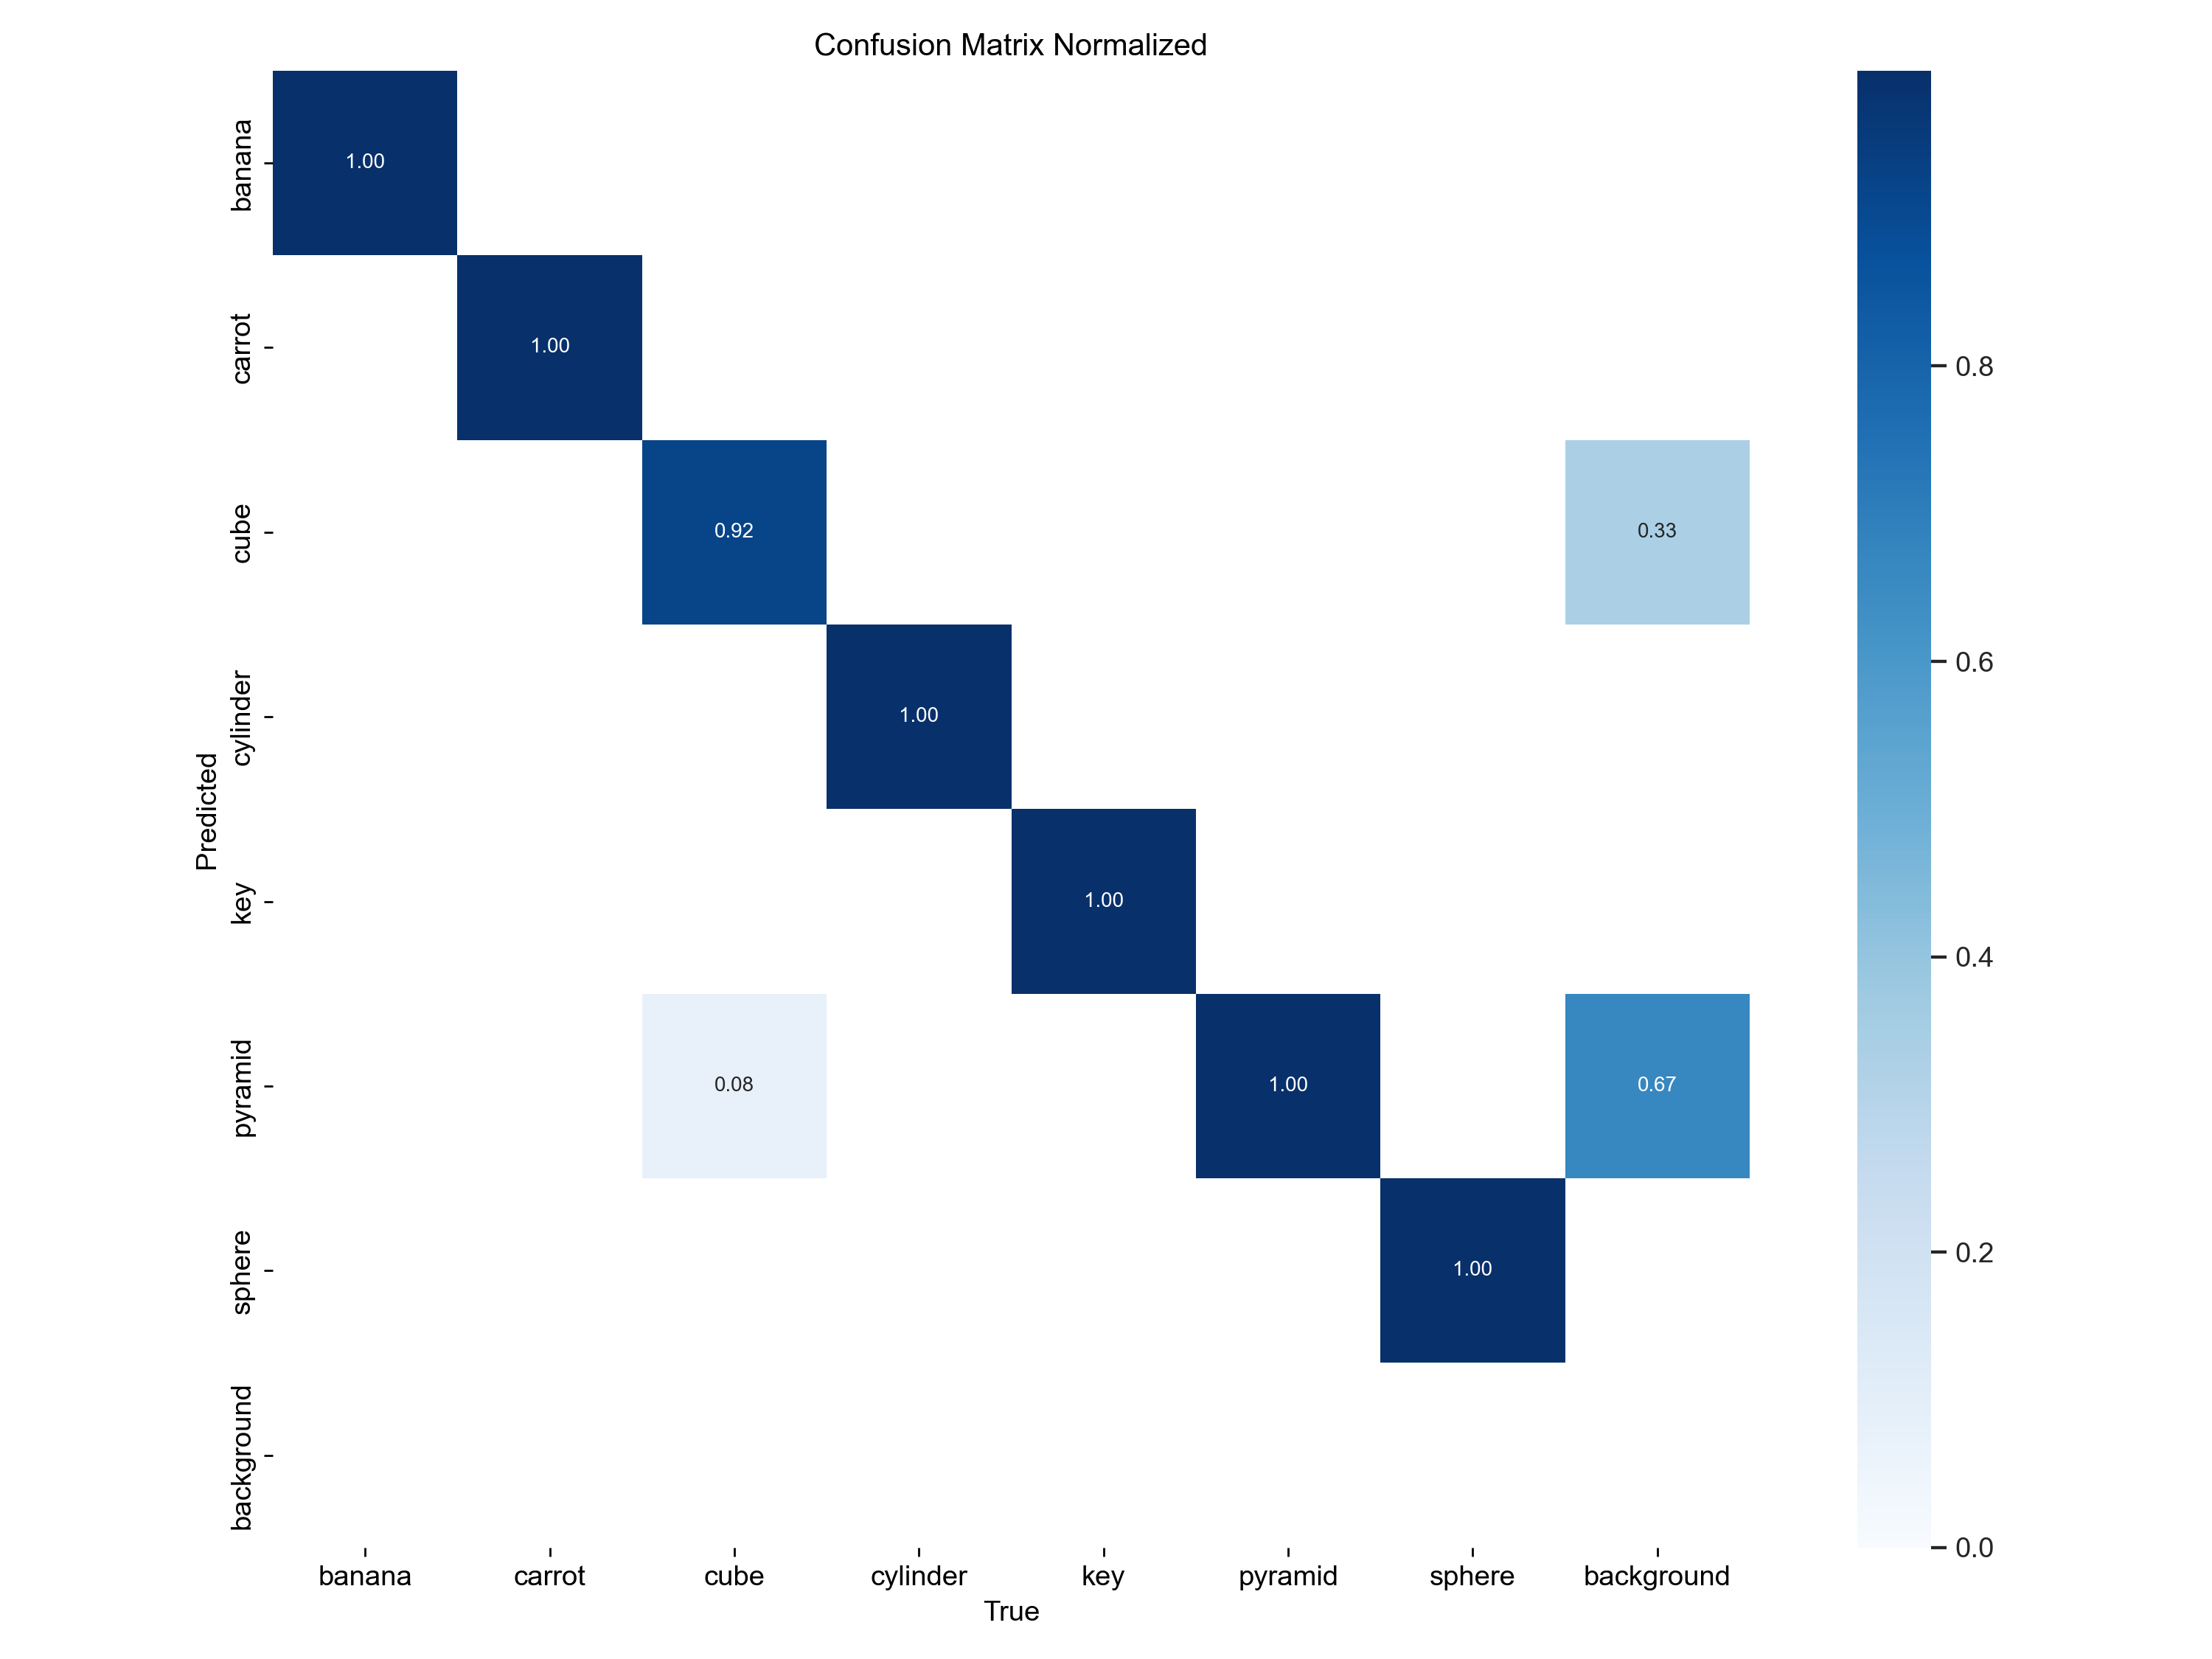 Confusion Matrix Normalized
banana
1.00
carrot
1.00
cube
0.92
0.33
cylinder
1.00
key
1.00
pyramid
0.08
1.00
0.67
sphere
1.00
background
Predicted
banana carrot cube cylinder key pyramid sphere background
True
0.8
0.6
0.4
0.2
0.0